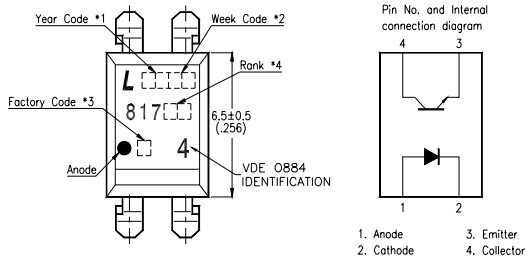 Year Code *1
Week Code *2
L
Rank *4
817
Factory Code *3
6.5±0.5
(.256)
4
Anode
VDE 0884
IDENTIFICATION
Pin No. and Internal
connection diagram
4 3
1 2
1. Anode 3. Emitter
2. Cathode 4. Collector